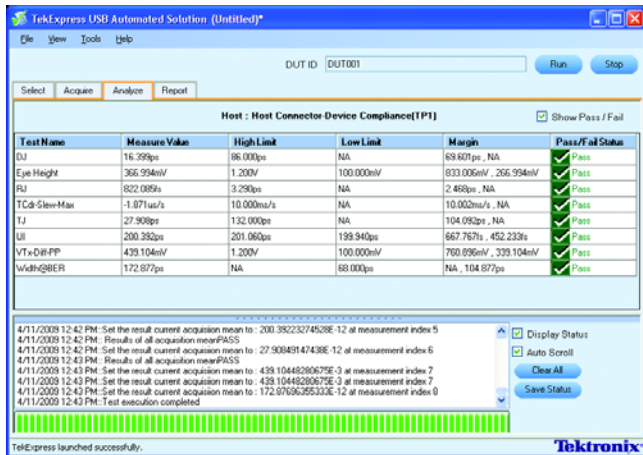 TekExpress USB Automated Solution (Untitled)*
File View Tools Help
DUT ID DUT001 Run Stop
Select Acquire Analyze Report
Host : Host Connector-Device Compliance(TP1) Show Pass / Fail
Test Name Measure Value High Limit Low Limit Margin Pass/Fail Status
DJ 16.399ps 86.000ps NA 69.601ps , NA Pass
Eye Height 366.994mV 1.200V 100.000mV 833.006mV , 266.994mV Pass
RJ 822.085fs 3.290ps NA 2.468ps , NA Pass
TCdr-Slew-Max -1.871us/s 10.000ms/s NA 10.002ms/s , NA Pass
TJ 27.908ps 132.000ps NA 104.092ps , NA Pass
UI 200.392ps 201.060ps 199.940ps 667.767fs , 452.233fs Pass
VTx-Diff-PP 439.104mV 1.200V 100.000mV 760.896mV , 339.104mV Pass
Width@BER 172.877ps NA 68.000ps NA , 104.877ps Pass
4/11/2009 12:42 PM::Set the result current acquisition mean to : 200.39223274528E-12 at measurement index 5
4/11/2009 12:42 PM:: Results of all acquisition meanPASS
4/11/2009 12:42 PM::Set the result current acquisition mean to : 27.90849147438E-12 at measurement index 6
4/11/2009 12:43 PM:: Results of all acquisition meanPASS
4/11/2009 12:43 PM::Set the result current acquisition mean to : 439.10448280675E-3 at measurement index 7
4/11/2009 12:43 PM::Set the result current acquisition mean to : 439.10448280675E-3 at measurement index 7
4/11/2009 12:43 PM::Set the result current acquisition mean to : 172.87696355333E-12 at measurement index 8
4/11/2009 12:43 PM::Test execution completed
Display Status
Auto Scroll
Clear All
Save Status
TekExpress launched successfully.
Tektronix